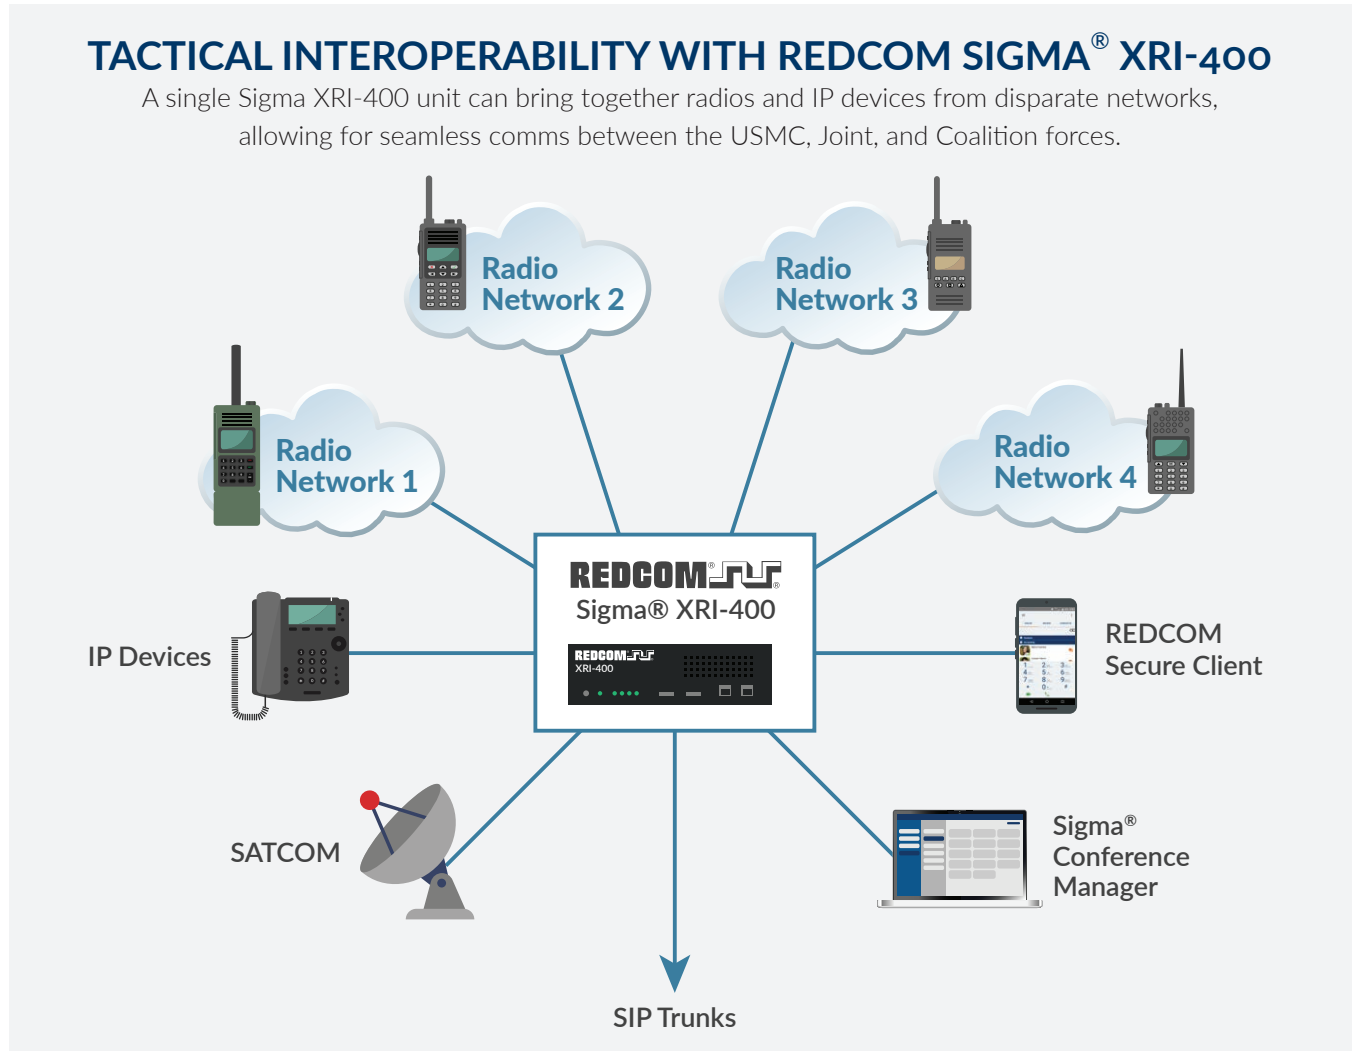 TACTICAL INTEROPERABILITY WITH REDCOM SIGMA® XRI-400
A single Sigma XRI-400 unit can bring together radios and IP devices from disparate networks,
allowing for seamless comms between the USMC, Joint, and Coalition forces.
Radio
Network 2
Radio
Network 3
Radio
Network 1
Radio
Network 4
REDCOM®
Sigma® XRI-400
REDCOM
XRI-400
IP Devices
REDCOM
Secure Client
SATCOM
Sigma®
Conference
Manager
SIP Trunks